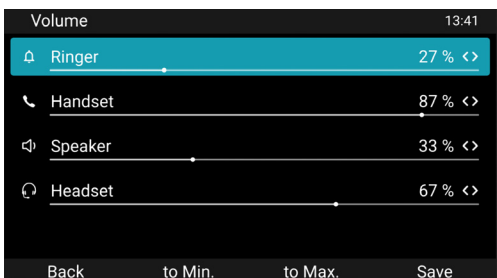 Volume 13:41
Ringer 27 % <>
Handset 87 % <>
Speaker 33 % <>
Headset 67 % <>
Back to Min. to Max. Save